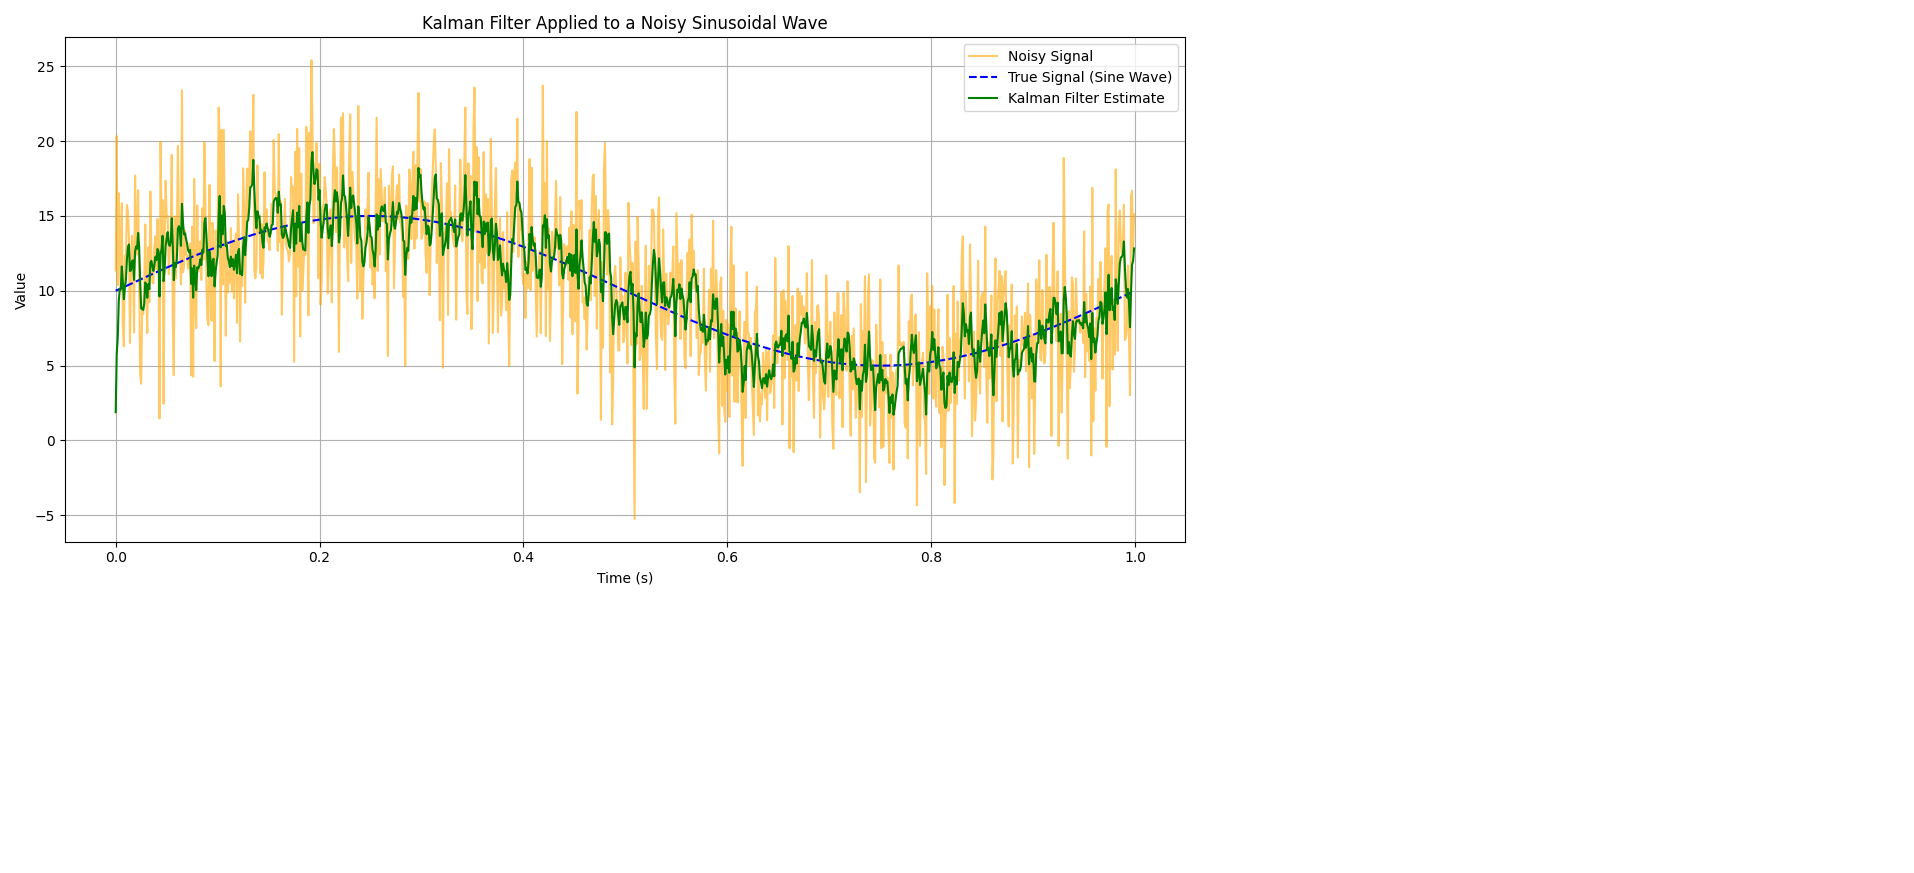 Kalman Filter Applied to a Noisy Sinusoidal Wave
Noisy Signal
True Signal (Sine Wave)
Kalman Filter Estimate
Value
25
20
15
10
5
0
−5
0.0 0.2 0.4 0.6 0.8 1.0
Time (s)